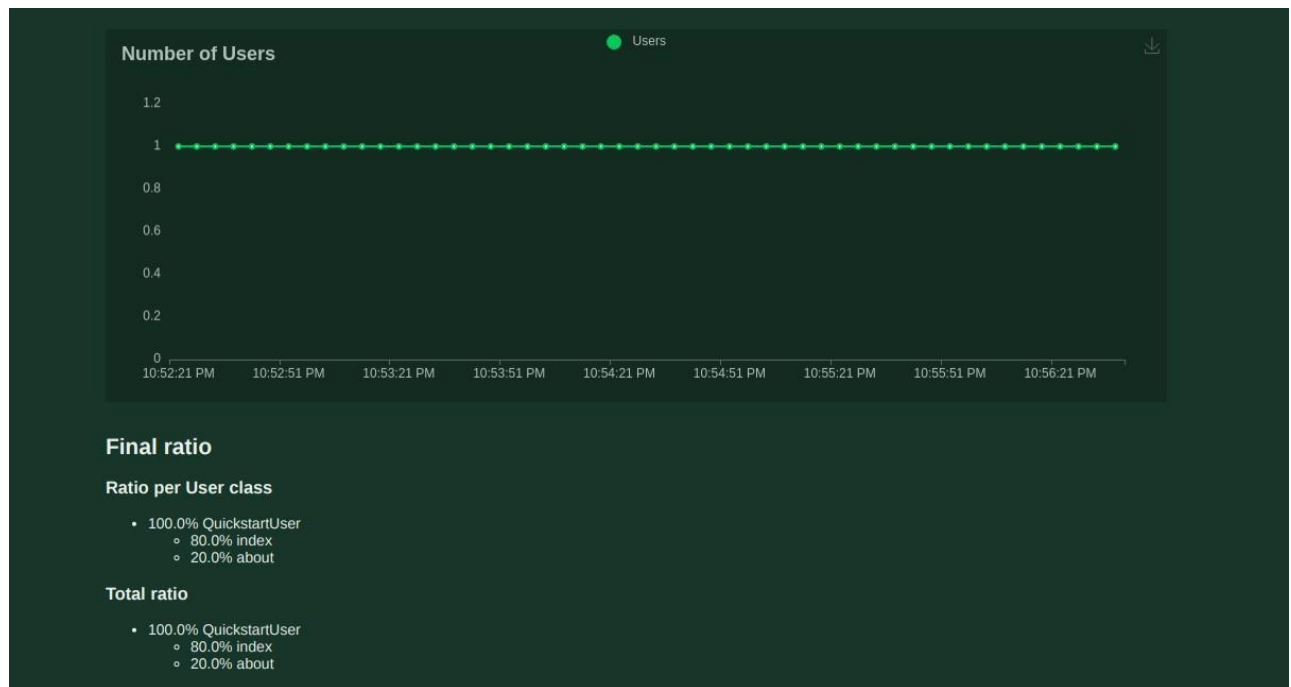 Number of Users
Users
1.2
1
0.8
0.6
0.4
0.2
0
10:52:21 PM 10:52:51 PM 10:53:21 PM 10:53:51 PM 10:54:21 PM 10:54:51 PM 10:55:21 PM 10:55:51 PM 10:56:21 PM
Final ratio
Ratio per User class
• 100.0% QuickstartUser
◦ 80.0% index
◦ 20.0% about
Total ratio
• 100.0% QuickstartUser
◦ 80.0% index
◦ 20.0% about